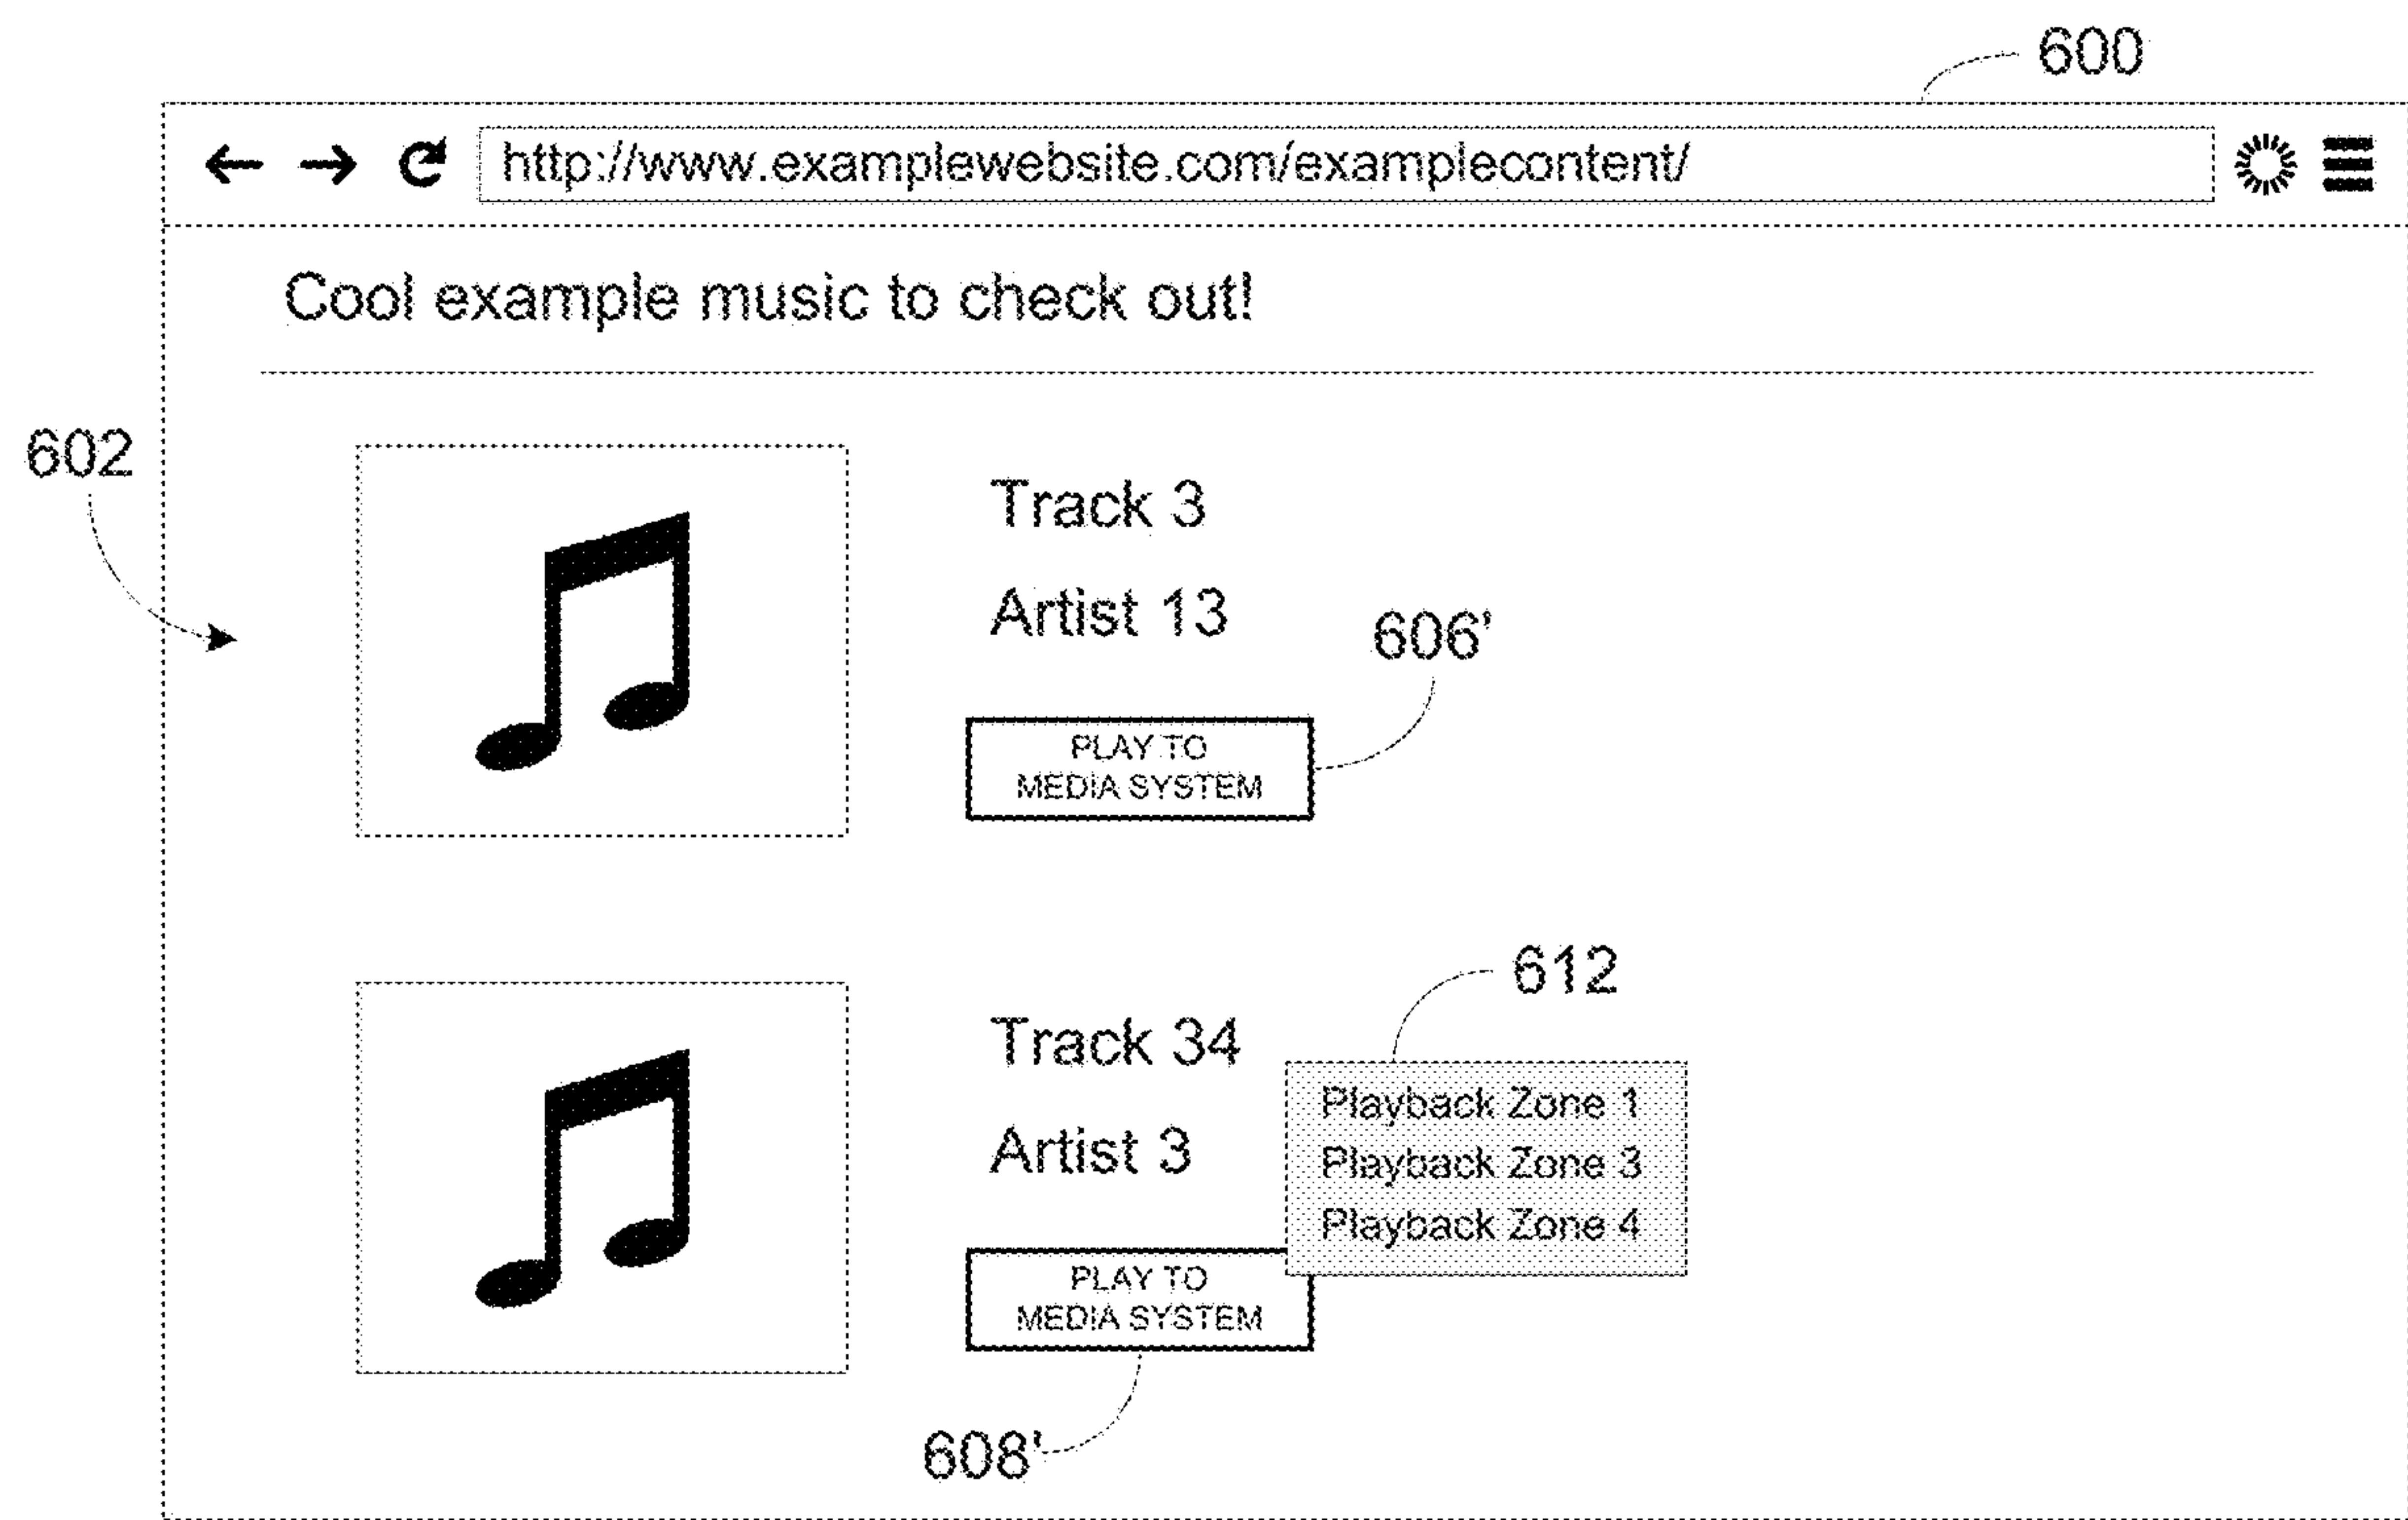 600
http://www.examplewebsite.com/examplecontent/
Cool example music to check out!
602
Track 3
Artist 13
606'
PLAY TO
MEDIA SYSTEM
612
Track 34
Playback Zone 1
Artist 3
Playback Zone 3
Playback Zone 4
PLAY TO
MEDIA SYSTEM
608'